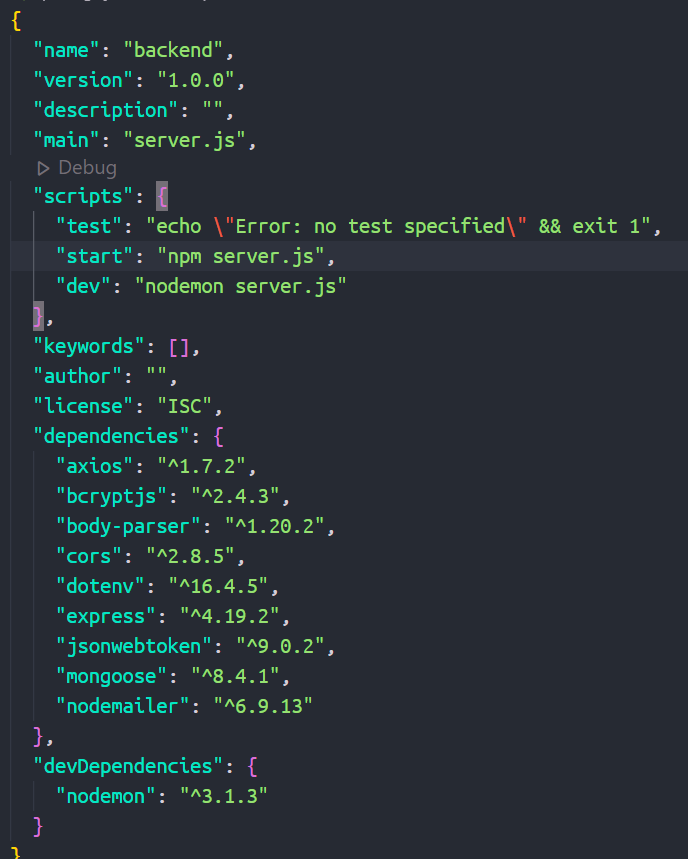 {
"name": "backend",
"version": "1.0.0",
"description": "",
"main": "server.js",
Debug
"scripts": {
"test": "echo \"Error: no test specified\" && exit 1",
"start": "npm server.js",
"dev": "nodemon server.js"
},
"keywords": [],
"author": "",
"license": "ISC",
"dependencies": {
"axios": "^1.7.2",
"bcryptjs": "^2.4.3",
"body-parser": "^1.20.2",
"cors": "^2.8.5",
"dotenv": "^16.4.5",
"express": "^4.19.2",
"jsonwebtoken": "^9.0.2",
"mongoose": "^8.4.1",
"nodemailer": "^6.9.13"
},
"devDependencies": {
"nodemon": "^3.1.3"
}
}